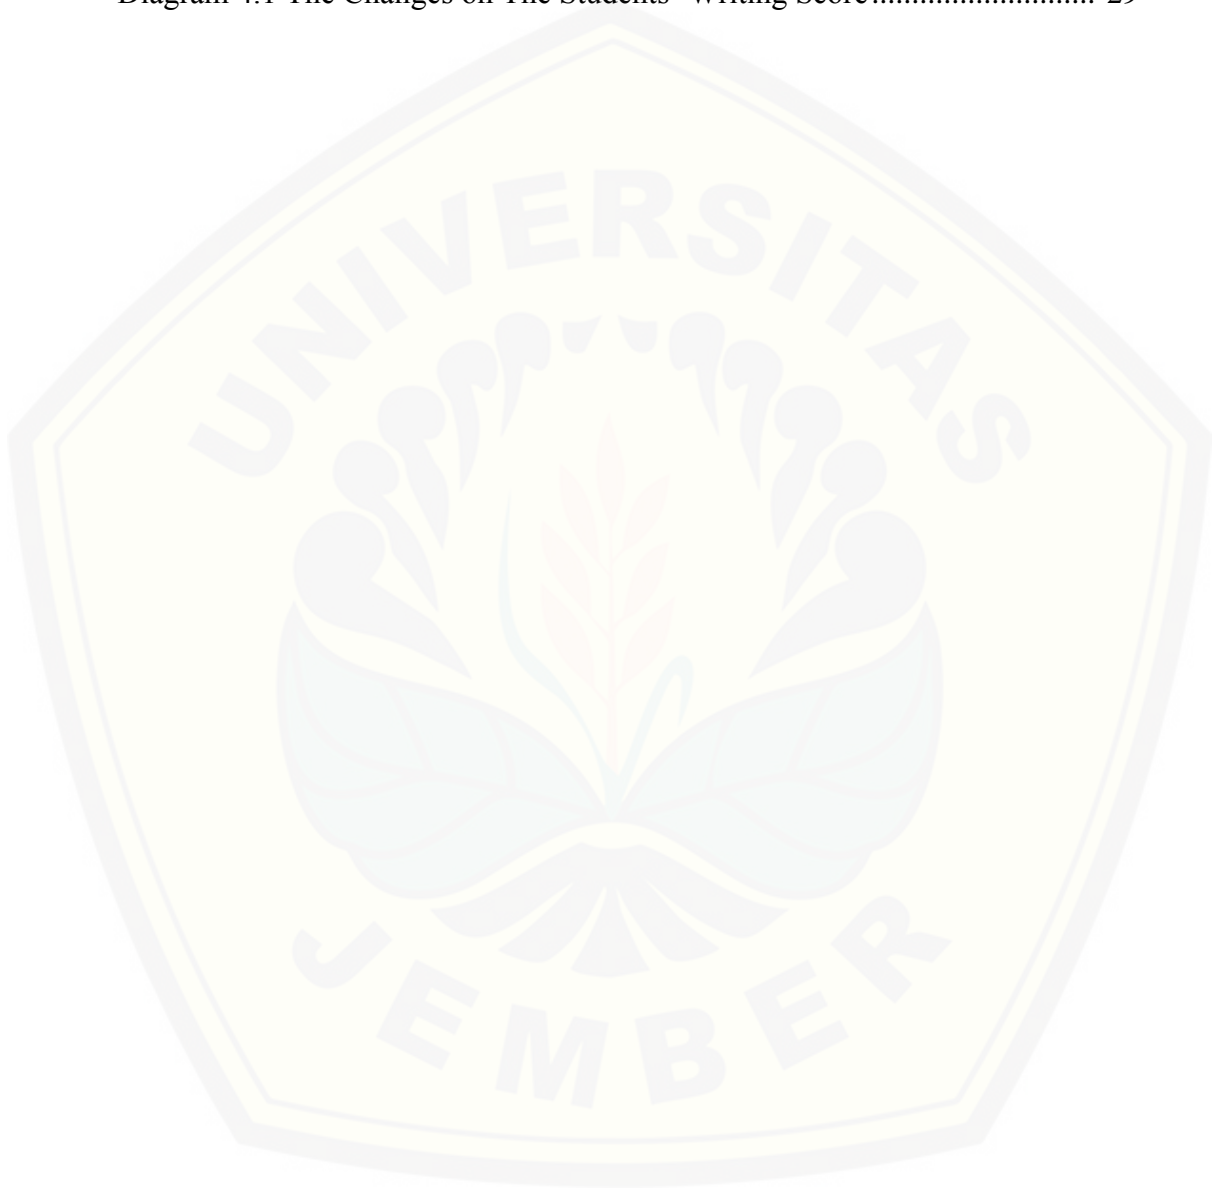 Diagram 4.1 The Changes on The Students' Writing Score............................ 29
UNIVERSITAS
JEMBER